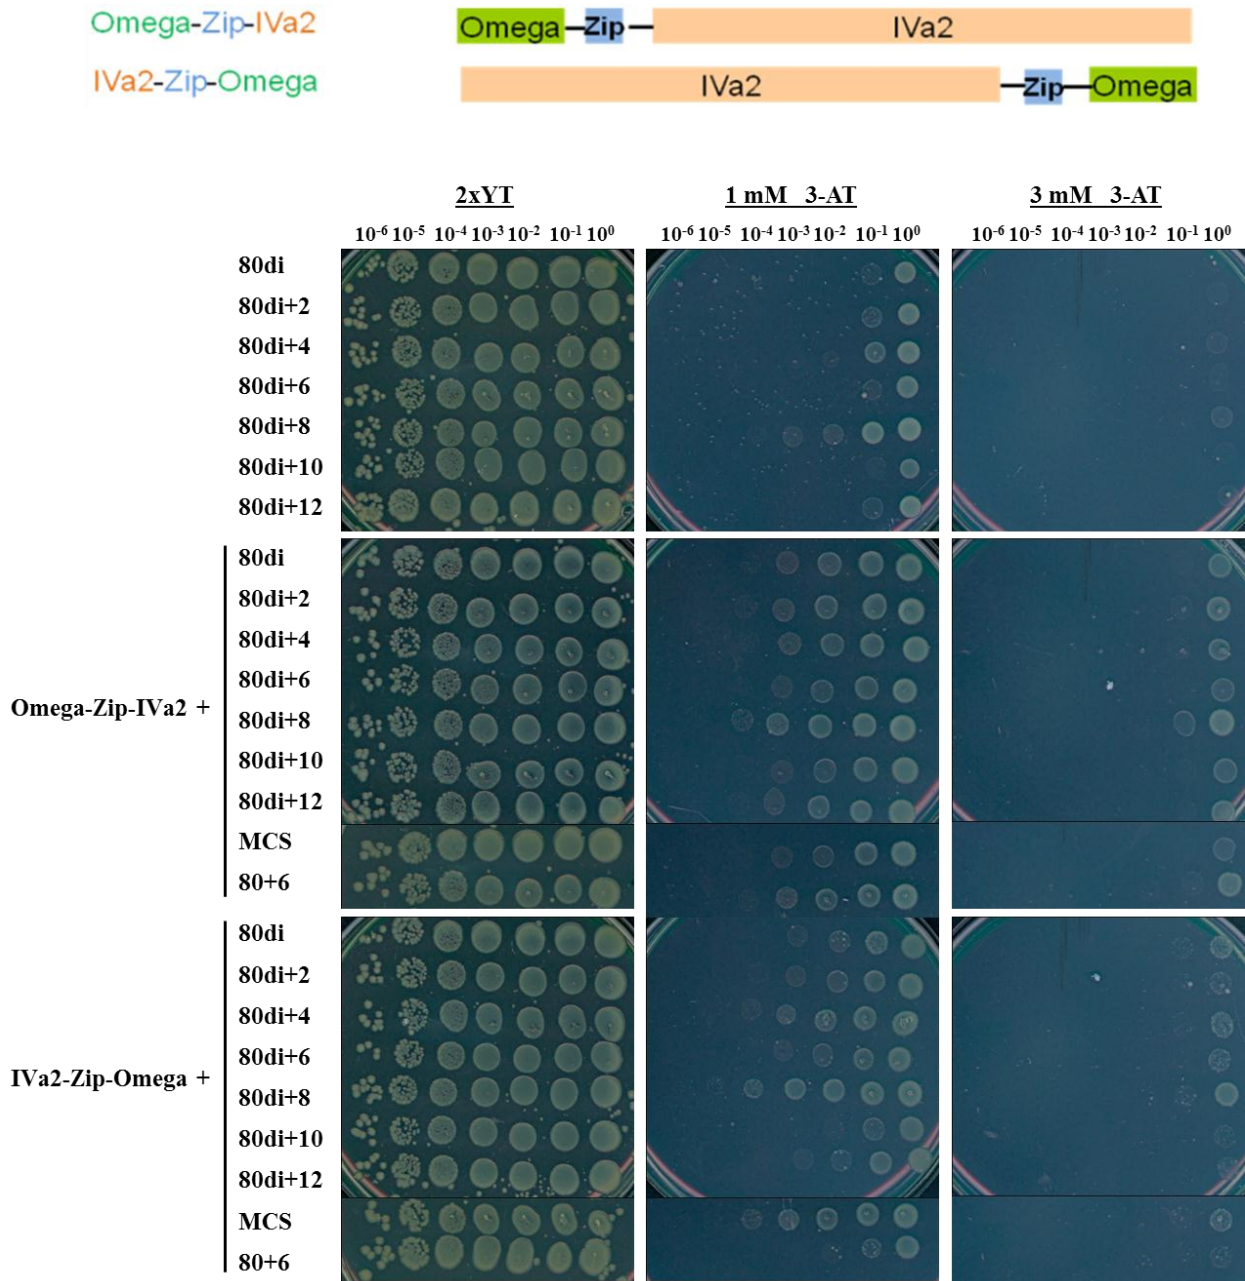 Omega-Zip-IVa2
Omega Zip IVa2
IVa2-Zip-Omega
IVa2 Zip Omega
2xYT 1 mM 3-AT 3 mM 3-AT
10-6 10-5 10-4 10-3 10-2 10-1 100 10-6 10-5 10-4 10-3 10-2 10-1 100 10-6 10-5 10-4 10-3 10-2 10-1 100
80di
80di+2
80di+4
80di+6
80di+8
80di+10
80di+12
Omega-Zip-IVa2 +
80di
80di+2
80di+4
80di+6
80di+8
80di+10
80di+12
MCS
80+6
IVa2-Zip-Omega +
80di
80di+2
80di+4
80di+6
80di+8
80di+10
80di+12
MCS
80+6